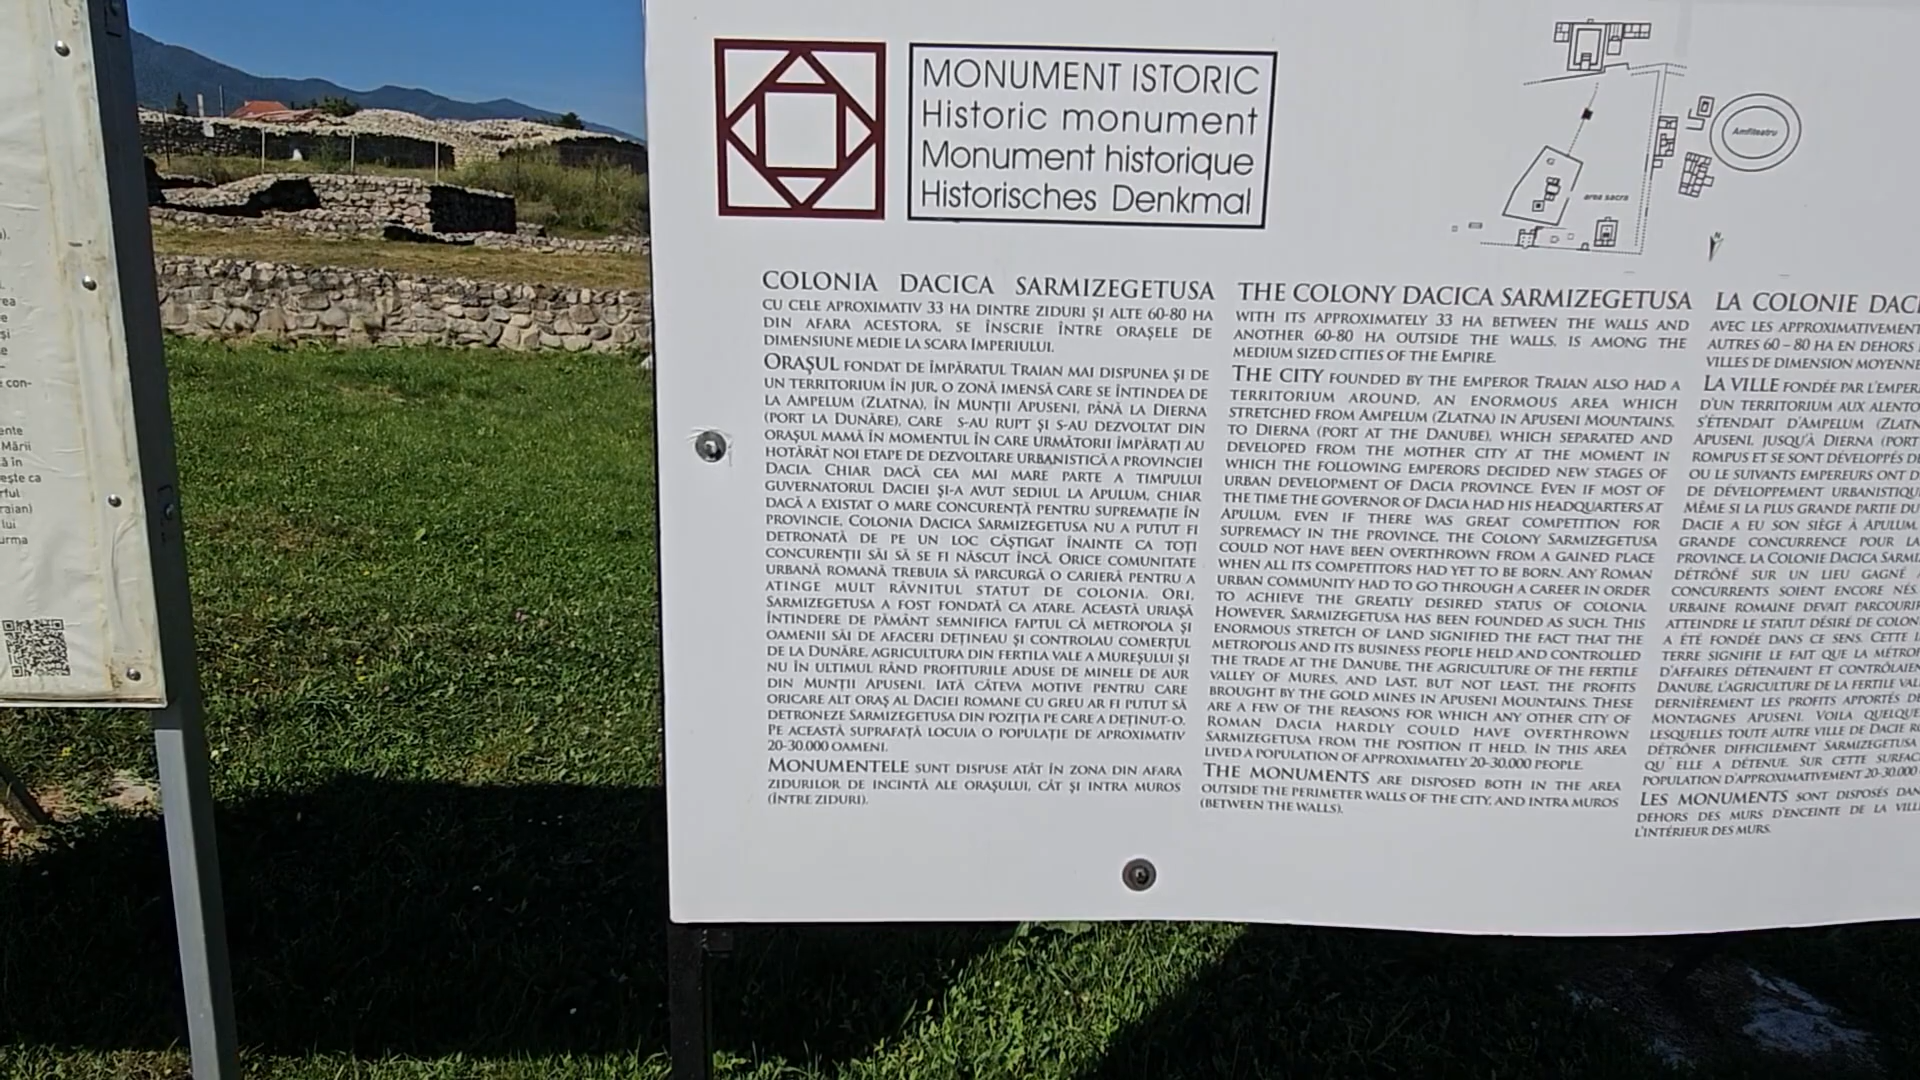 a).
rea
e
şi
e
e con-
ente
Mării
ă în
eşte ca
rful
raian)
lui
urma
MONUMENT ISTORIC
Historic monument
Monument historique
Historisches Denkmal
Amfiteatru
area sacra
N
COLONIA DACICA SARMIZEGETUSA
CU CELE APROXIMATIV 33 HA DINTRE ZIDURI ŞI ALTE 60-80 HA
DIN AFARA ACESTORA, SE ÎNSCRIE ÎNTRE ORAŞELE DE
DIMENSIUNE MEDIE LA SCARA IMPERIULUI.
ORAŞUL FONDAT DE ÎMPĂRATUL TRAIAN MAI DISPUNEA ŞI DE
UN TERRITORIUM ÎN JUR, O ZONĂ IMENSĂ CARE SE ÎNTINDEA DE
LA AMPELUM (ZLATNA), ÎN MUNŢII APUSENI, PÂNĂ LA DIERNA
(PORT LA DUNĂRE), CARE S-AU RUPT ŞI S-AU DEZVOLTAT DIN
ORAŞUL MAMĂ ÎN MOMENTUL ÎN CARE URMĂTORII ÎMPĂRAŢI AU
HOTĂRÂT NOI ETAPE DE DEZVOLTARE URBANISTICĂ A PROVINCIEI
DACIA. CHIAR DACĂ CEA MAI MARE PARTE A TIMPULUI
GUVERNATORUL DACIEI ŞI-A AVUT SEDIUL LA APULUM, CHIAR
DACĂ A EXISTAT O MARE CONCURENŢĂ PENTRU SUPREMAŢIE ÎN
PROVINCIE, COLONIA DACICA SARMIZEGETUSA NU A PUTUT FI
DETRONATĂ DE PE UN LOC CÂŞTIGAT ÎNAINTE CA TOŢI
CONCURENŢII SĂI SĂ SE FI NĂSCUT ÎNCĂ. ORICE COMUNITATE
URBANĂ ROMANĂ TREBUIA SĂ PARCURGĂ O CARIERĂ PENTRU A
ATINGE MULT RÂVNITUL STATUT DE COLONIA. ORI,
SARMIZEGETUSA A FOST FONDATĂ CA ATARE. ACEASTĂ URIAŞĂ
ÎNTINDERE DE PĂMÂNT SEMNIFICA FAPTUL CĂ METROPOLA ŞI
OAMENII SĂI DE AFACERI DEŢINEAU ŞI CONTROLAU COMERŢUL
DE LA DUNĂRE, AGRICULTURA DIN FERTILA VALE A MUREŞULUI ŞI
NU ÎN ULTIMUL RÂND PROFITURILE ADUSE DE MINELE DE AUR
DIN MUNŢII APUSENI. IATĂ CÂTEVA MOTIVE PENTRU CARE
ORICARE ALT ORAŞ AL DACIEI ROMANE CU GREU AR FI PUTUT SĂ
DETRONEZE SARMIZEGETUSA DIN POZIŢIA PE CARE A DEŢINUT-O.
PE ACEASTĂ SUPRAFAŢĂ LOCUIA O POPULAŢIE DE APROXIMATIV
20-30.000 OAMENI.
MONUMENTELE SUNT DISPUSE ATÂT ÎN ZONA DIN AFARA
ZIDURILOR DE INCINTĂ ALE ORAŞULUI, CÂT ŞI INTRA MUROS
(ÎNTRE ZIDURI).
THE COLONY DACICA SARMIZEGETUSA
WITH ITS APPROXIMATELY 33 HA BETWEEN THE WALLS AND
ANOTHER 60-80 HA OUTSIDE THE WALLS, IS AMONG THE
MEDIUM SIZED CITIES OF THE EMPIRE.
THE CITY FOUNDED BY THE EMPEROR TRAIAN ALSO HAD A
TERRITORIUM AROUND, AN ENORMOUS AREA WHICH
STRETCHED FROM AMPELUM (ZLATNA) IN APUSENI MOUNTAINS,
TO DIERNA (PORT AT THE DANUBE), WHICH SEPARATED AND
DEVELOPED FROM THE MOTHER CITY AT THE MOMENT IN
WHICH THE FOLLOWING EMPERORS DECIDED NEW STAGES OF
URBAN DEVELOPMENT OF DACIA PROVINCE. EVEN IF MOST OF
THE TIME THE GOVERNOR OF DACIA HAD HIS HEADQUARTERS AT
APULUM, EVEN IF THERE WAS GREAT COMPETITION FOR
SUPREMACY IN THE PROVINCE, THE COLONY SARMIZEGETUSA
COULD NOT HAVE BEEN OVERTHROWN FROM A GAINED PLACE
WHEN ALL ITS COMPETITORS HAD YET TO BE BORN. ANY ROMAN
URBAN COMMUNITY HAD TO GO THROUGH A CAREER IN ORDER
TO ACHIEVE THE GREATLY DESIRED STATUS OF COLONIA.
HOWEVER, SARMIZEGETUSA HAS BEEN FOUNDED AS SUCH. THIS
ENORMOUS STRETCH OF LAND SIGNIFIED THE FACT THAT THE
METROPOLIS AND ITS BUSINESS PEOPLE HELD AND CONTROLLED
THE TRADE AT THE DANUBE, THE AGRICULTURE OF THE FERTILE
VALLEY OF MURES, AND LAST, BUT NOT LEAST, THE PROFITS
BROUGHT BY THE GOLD MINES IN APUSENI MOUNTAINS. THESE
ARE A FEW OF THE REASONS FOR WHICH ANY OTHER CITY OF
ROMAN DACIA HARDLY COULD HAVE OVERTHROWN
SARMIZEGETUSA FROM THE POSITION IT HELD. IN THIS AREA
LIVED A POPULATION OF APPROXIMATELY 20-30.000 PEOPLE.
THE MONUMENTS ARE DISPOSED BOTH IN THE AREA
OUTSIDE THE PERIMETER WALLS OF THE CITY, AND INTRA MUROS
(BETWEEN THE WALLS).
LA COLONIE DACI
AVEC LES APPROXIMATIVEMENT
AUTRES 60 – 80 HA EN DEHORS
VILLES DE DIMENSION MOYENNE
LA VILLE FONDÉE PAR L'EMPERE
D'UN TERRITORIUM AUX ALENTO
S'ÉTENDAIT D'AMPELUM (ZLATN
APUSENI, JUSQU'À DIERNA (PORT
ROMPUS ET SE SONT DÉVELOPPÉS DE
OU LE SUIVANTS EMPEREURS ONT D
DE DÉVELOPPEMENT URBANISTIQU
MÊME SI LA PLUS GRANDE PARTIE DU
DACIE A EU SON SIÈGE À APULUM,
GRANDE CONCURRENCE POUR LA
PROVINCE, LA COLONIE DACICA SARMI
DÉTRÔNÉ SUR UN LIEU GAGNÉ
CONCURRENTS SOIENT ENCORE NÉS.
URBAINE ROMAINE DEVAIT PARCOURIR
ATTEINDRE LE STATUT DÉSIRÉ DE COLON
A ÉTÉ FONDÉE DANS CE SENS. CETTE
TERRE SIGNIFIE LE FAIT QUE LA MÉTROP
D'AFFAIRES DÉTENAIENT ET CONTRÔLAIEN
DANUBE, L'AGRICULTURE DE LA FERTILE VAL
DERNIÈREMENT LES PROFITS APPORTÉS DE
MONTAGNES APUSENI. VOILA QUELQUE
LESQUELLES TOUTE AUTRE VILLE DE DACIE R
DÉTRÔNER DIFFICILEMENT SARMIZEGETUSA
QU'ELLE A DÉTENUE. SUR CETTE SURFAC
POPULATION D'APPROXIMATIVEMENT 20-30.000
LES MONUMENTS SONT DISPOSÉS DAN
DEHORS DES MURS D'ENCEINTE DE LA VILL
L'INTÉRIEUR DES MURS.